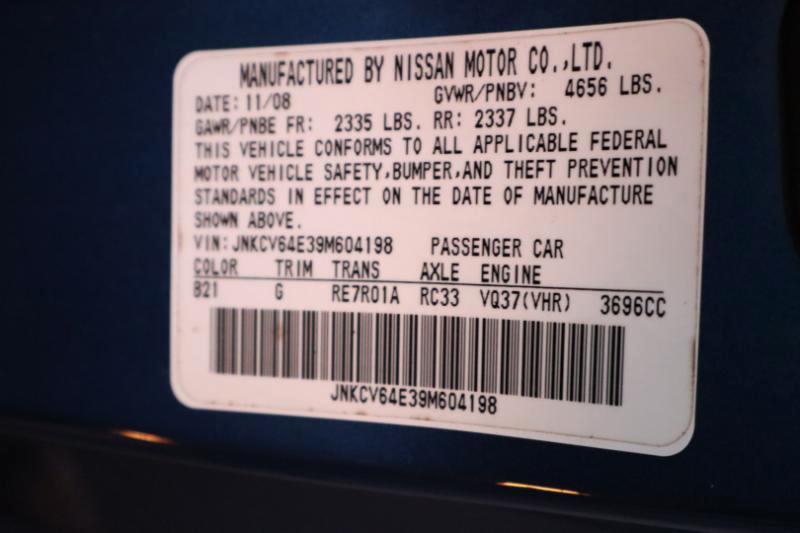 MANUFACTURED BY NISSAN MOTOR CO.,LTD.
DATE: 11/08 GVWR/PNBV: 4656 LBS.
GAWR/PNBE FR: 2335 LBS. RR: 2337 LBS.
THIS VEHICLE CONFORMS TO ALL APPLICABLE FEDERAL
MOTOR VEHICLE SAFETY,BUMPER,AND THEFT PREVENTION
STANDARDS IN EFFECT ON THE DATE OF MANUFACTURE
SHOWN ABOVE.
VIN: JNKCV64E39M604198 PASSENGER CAR
COLOR TRIM TRANS AXLE ENGINE
B21 G RE7R01A RC33 VQ37(VHR) 3696CC
JNKCV64E39M604198